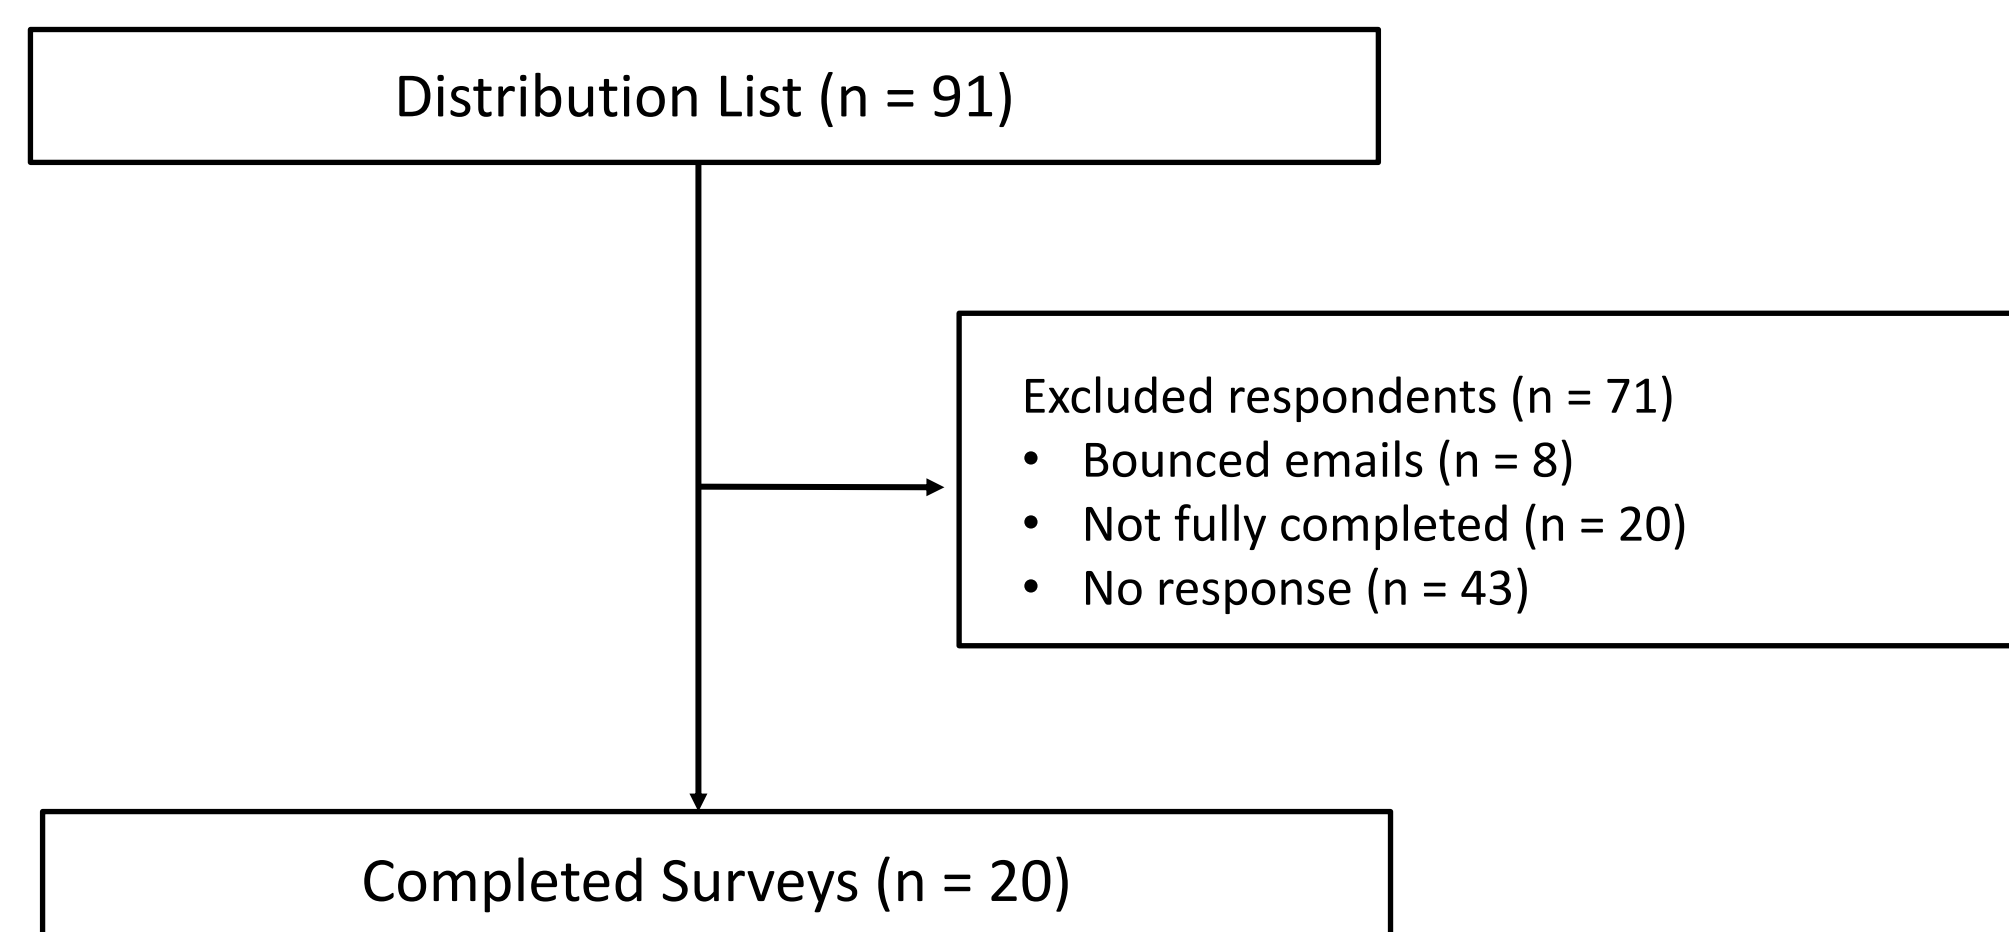 Distribution List (n = 91)
Excluded respondents (n = 71)
• Bounced emails (n = 8)
• Not fully completed (n = 20)
• No response (n = 43)
Completed Surveys (n = 20)